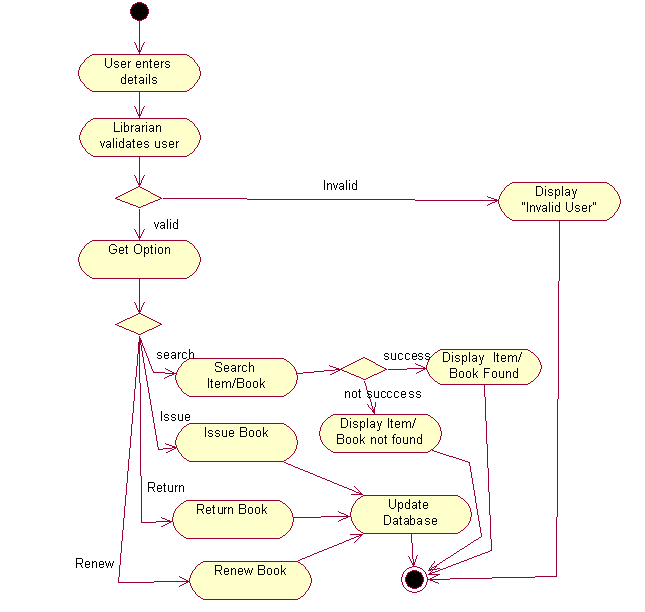 User enters
details
Librarian
validates user
Invalid
Display
"Invalid User"
valid
Get Option
search
Search
Item/Book
success
Display Item/
Book Found
not succcess
Display Item/
Book not found
Issue
Issue Book
Return
Return Book
Update
Database
Renew
Renew Book